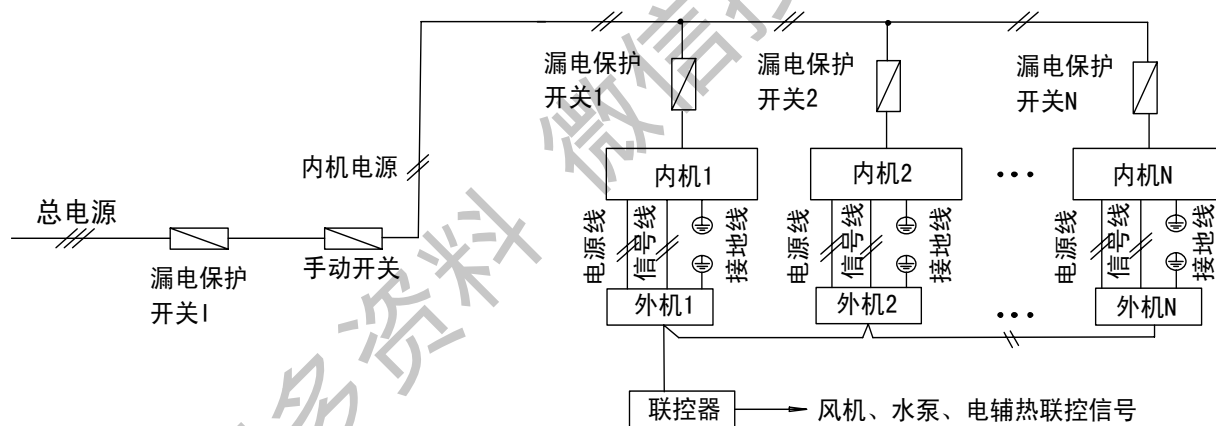 漏电保护
开关1
漏电保护
开关2
漏电保护
开关N
内机电源
内机1
内机2
…
内机N
总电源
电源线
信号线
接地线
电源线
信号线
接地线
电源线
信号线
接地线
漏电保护
开关I
手动开关
外机1
外机2
…
外机N
联控器
风机、水泵、电辅热联控信号
多资料 微信